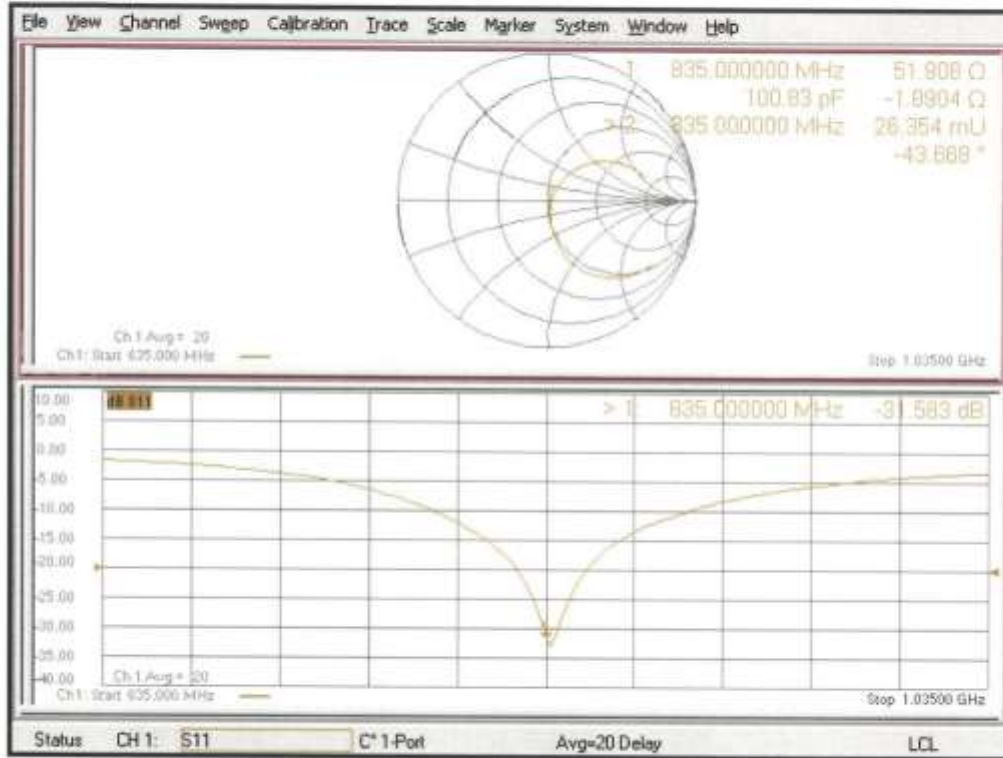 File View Channel Sweep Calibration Trace Scale Marker System Window Help
1 835.000000 MHz 51.908 Ω
100.83 pF -1.8904 Ω
> 2 835.000000 MHz 26.354 mU
-43.669 °
Ch 1 Avg = 20
Ch1: Start 635.000 MHz
Stop 1.03500 GHz
10.00
> 1 835.000000 MHz -31.583 dB
5.00
0.00
-5.00
-10.00
-15.00
-20.00
-25.00
-30.00
-35.00
-40.00
Ch 1 Avg = 20
Ch1: Start 635.000 MHz
Stop 1.03500 GHz
Status CH 1: S11 C* 1-Port Avg=20 Delay LCL